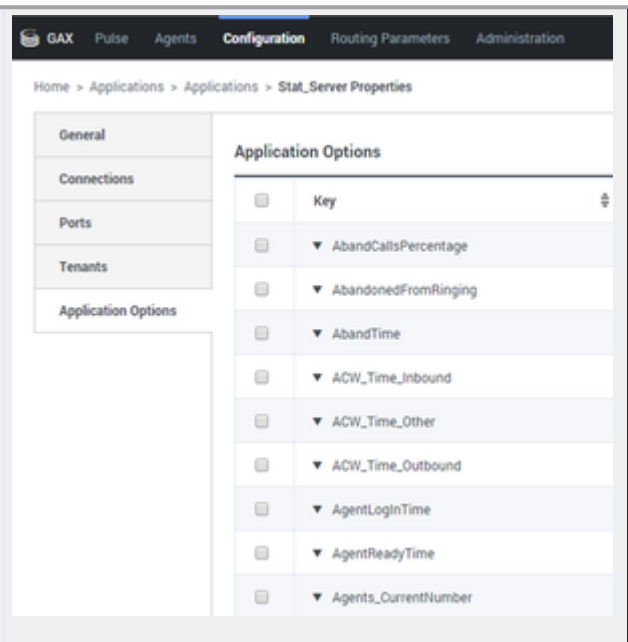 GAX Pulse Agents Configuration Routing Parameters Administration
Home > Applications > Applications > Stat_Server Properties
General
Connections
Ports
Tenants
Application Options
Application Options
Key
AbandCallsPercentage
AbandonedFromRinging
AbandTime
ACW_Time_Inbound
ACW_Time_Other
ACW_Time_Outbound
AgentLogInTime
AgentReadyTime
Agents_CurrentNumber